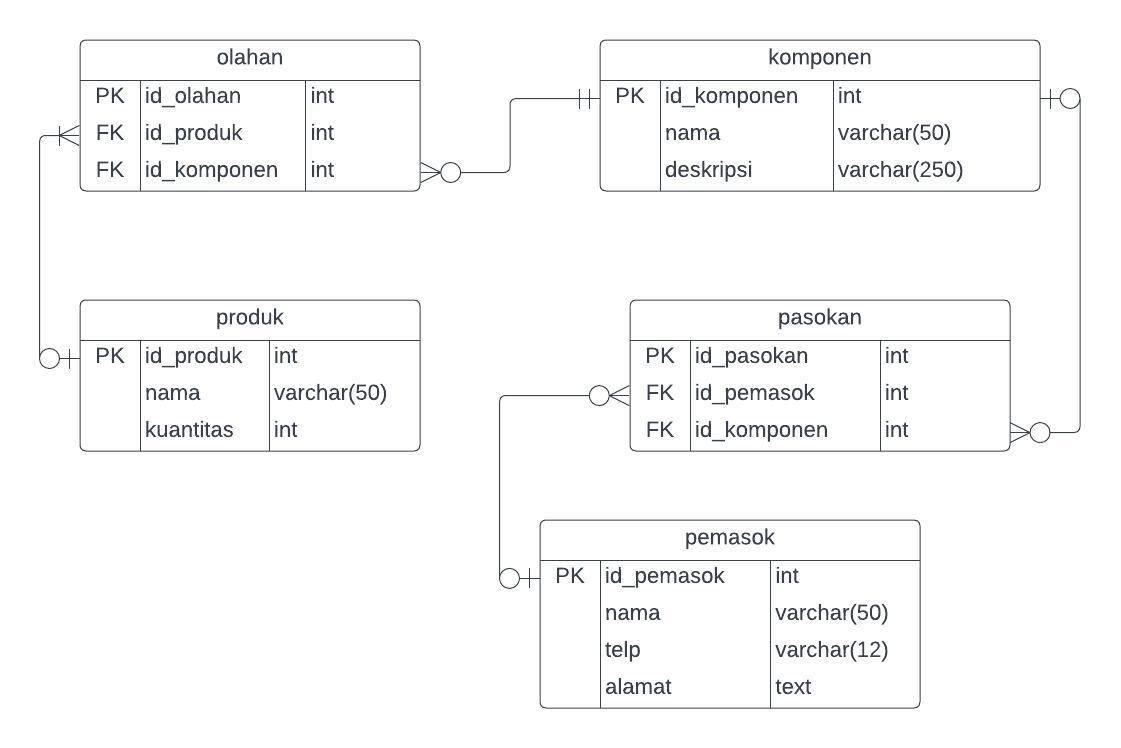 olahan
PK id_olahan int
FK id_produk int
FK id_komponen int
komponen
PK id_komponen int
nama varchar(50)
deskripsi varchar(250)
produk
PK id_produk int
nama varchar(50)
kuantitas int
pasokan
PK id_pasokan int
FK id_pemasok int
FK id_komponen int
pemasok
PK id_pemasok int
nama varchar(50)
telp varchar(12)
alamat text